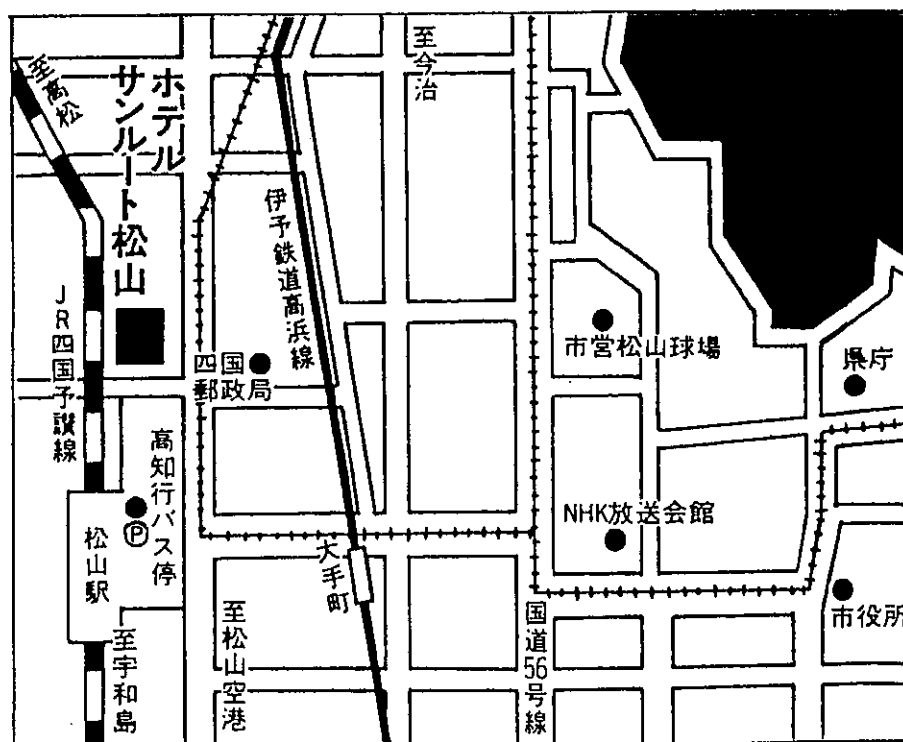 至高松
ホテル
サンルート松山
至今治
伊予鉄道高浜線
JR四国予讃線
四国
郵政局
市営松山球場
県庁
高知行バス停
P
松山駅
大手町
NHK放送会館
市役所
至宇和島
至松山空港
国道56号線